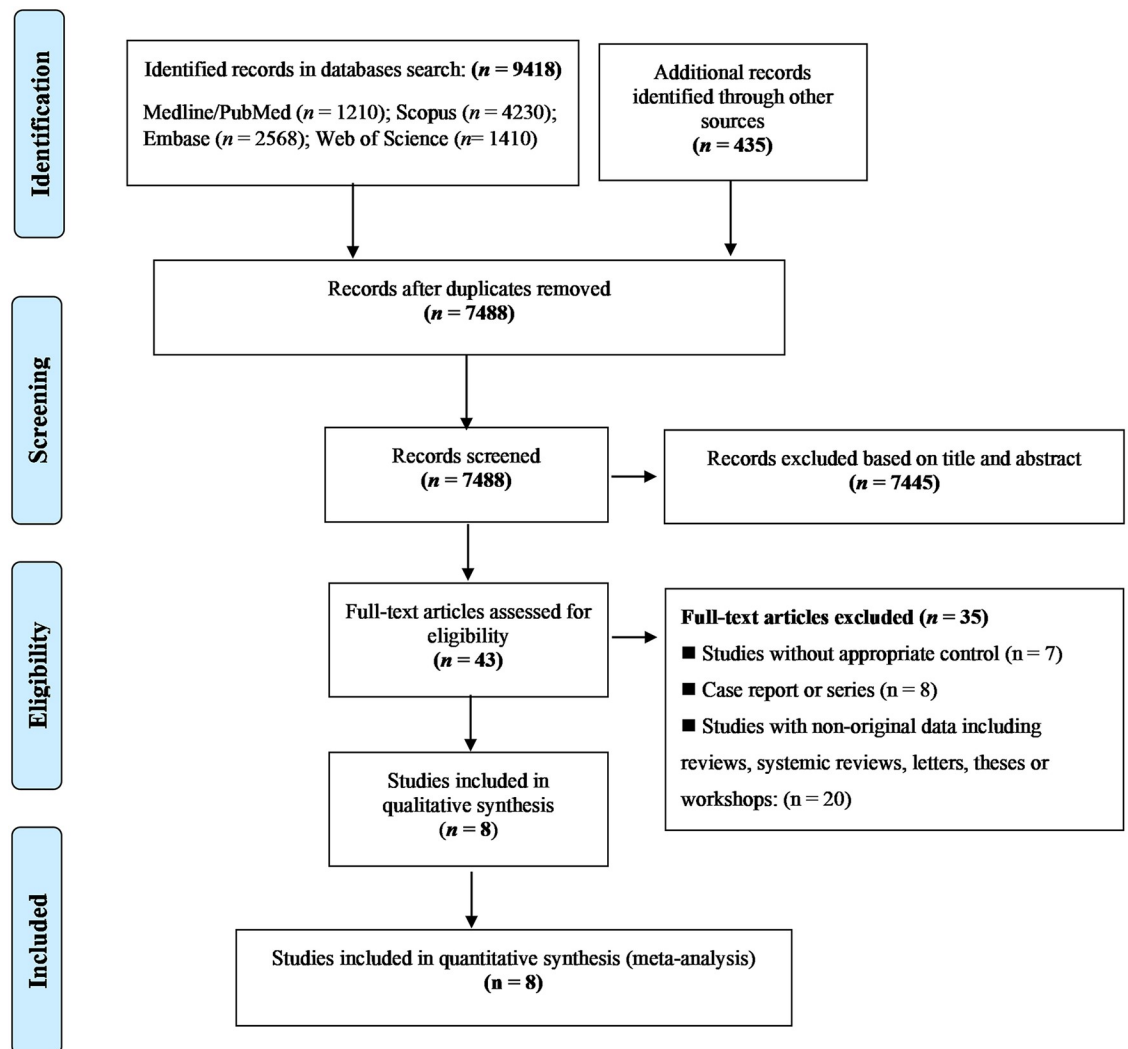 Identification
Identified records in databases search: (n = 9418)
Medline/PubMed (n = 1210); Scopus (n = 4230);
Embase (n = 2568); Web of Science (n= 1410)
Additional records
identified through other
sources
(n = 435)
Screening
Records after duplicates removed
(n = 7488)
Records screened
(n = 7488)
Records excluded based on title and abstract
(n = 7445)
Eligibility
Full-text articles assessed for
eligibility
(n = 43)
Full-text articles excluded (n = 35)
■ Studies without appropriate control (n = 7)
■ Case report or series (n = 8)
■ Studies with non-original data including
reviews, systemic reviews, letters, theses or
workshops: (n = 20)
Studies included in
qualitative synthesis
(n = 8)
Included
Studies included in quantitative synthesis (meta-analysis)
(n = 8)